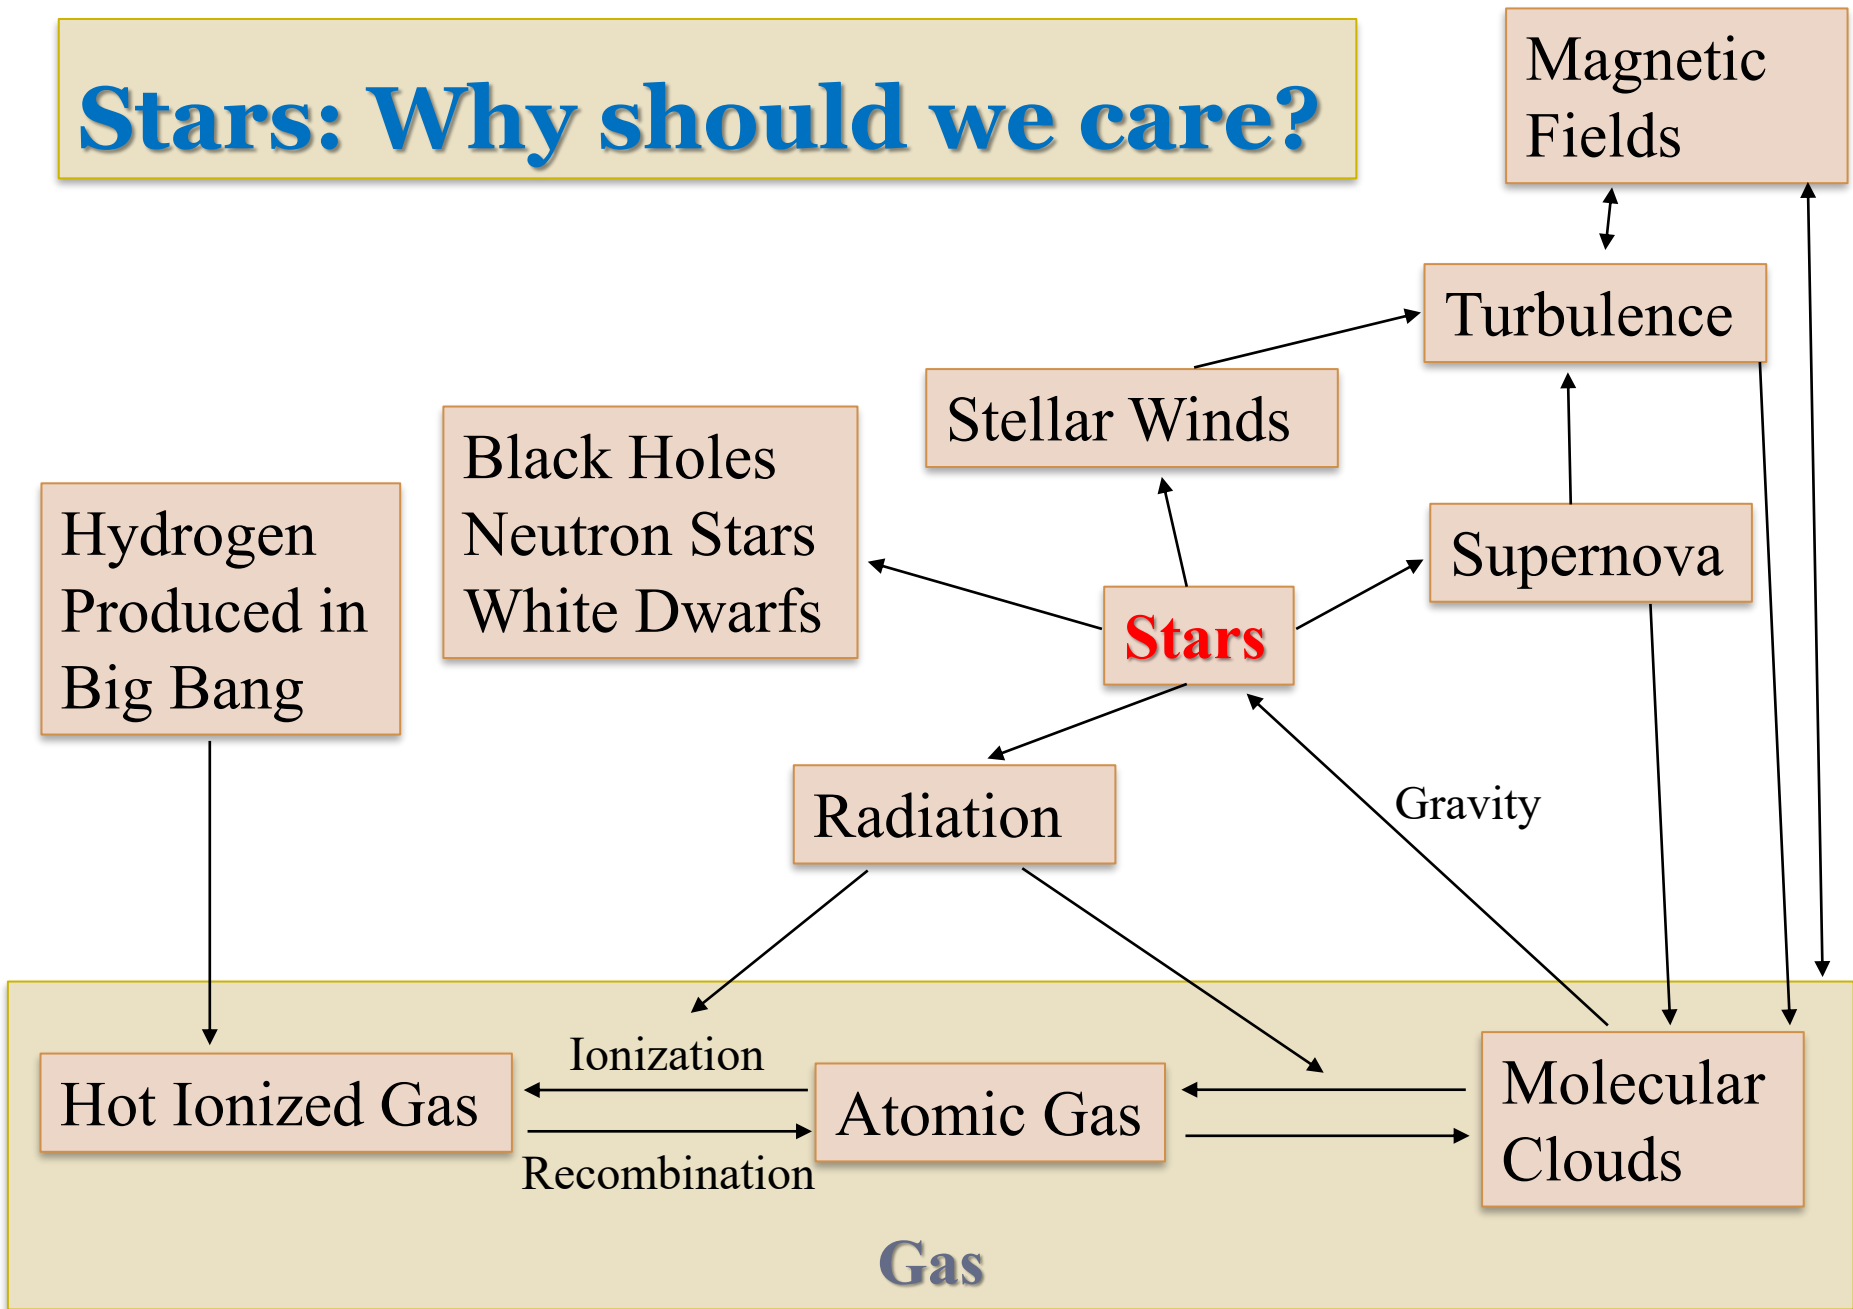 Stars: Why should we care?
Magnetic
Fields
Turbulence
Stellar Winds
Black Holes
Neutron Stars
White Dwarfs
Hydrogen
Produced in
Big Bang
Supernova
Stars
Radiation
Gravity
Ionization
Hot Ionized Gas
Recombination
Atomic Gas
Molecular
Clouds
Gas